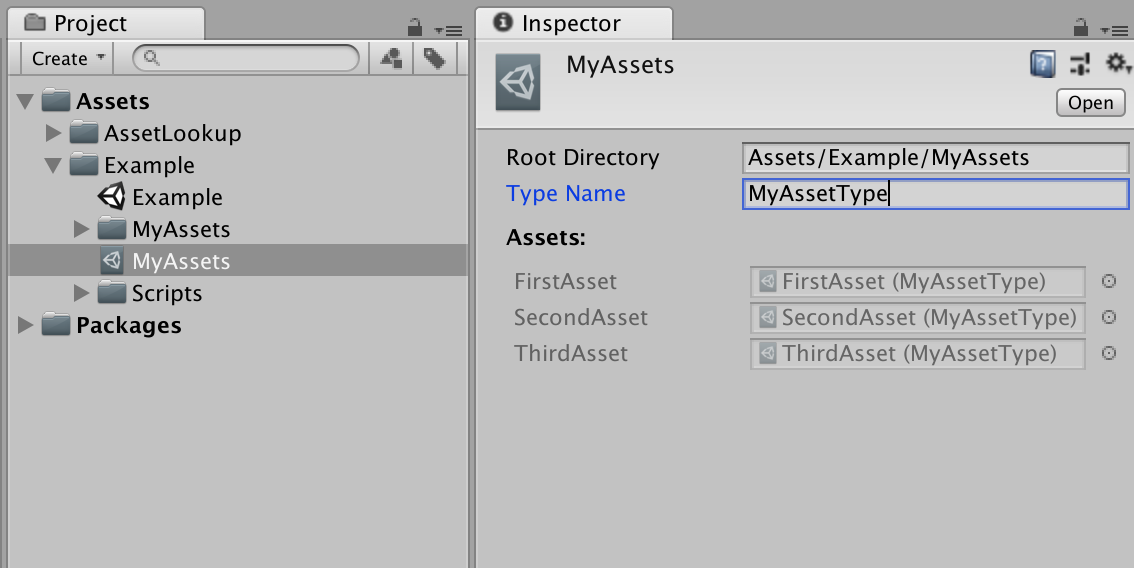 Project
Create
Assets
AssetLookup
Example
Example
MyAssets
MyAssets
Scripts
Packages
Inspector
MyAssets
Open
Root Directory Assets/Example/MyAssets
Type Name MyAssetType
Assets:
FirstAsset FirstAsset (MyAssetType)
SecondAsset SecondAsset (MyAssetType)
ThirdAsset ThirdAsset (MyAssetType)